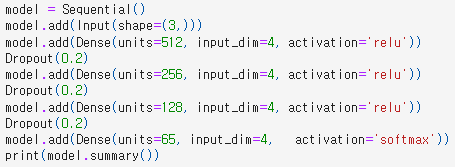 model = Sequential()
model.add(Input(shape=(3,)))
model.add(Dense(units=512, input_dim=4, activation='relu'))
Dropout(0.2)
model.add(Dense(units=256, input_dim=4, activation='relu'))
Dropout(0.2)
model.add(Dense(units=128, input_dim=4, activation='relu'))
Dropout(0.2)
model.add(Dense(units=65, input_dim=4,   activation='softmax'))
print(model.summary())